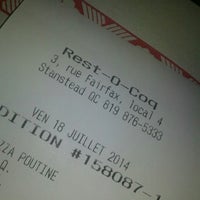 Rest-O-Coq
3, rue Fairfax, local 4
Stanstead QC 819 876-5333
VEN 18 JUILLET 2014
DITION #158087-1
ZZA POUTINE
Q.